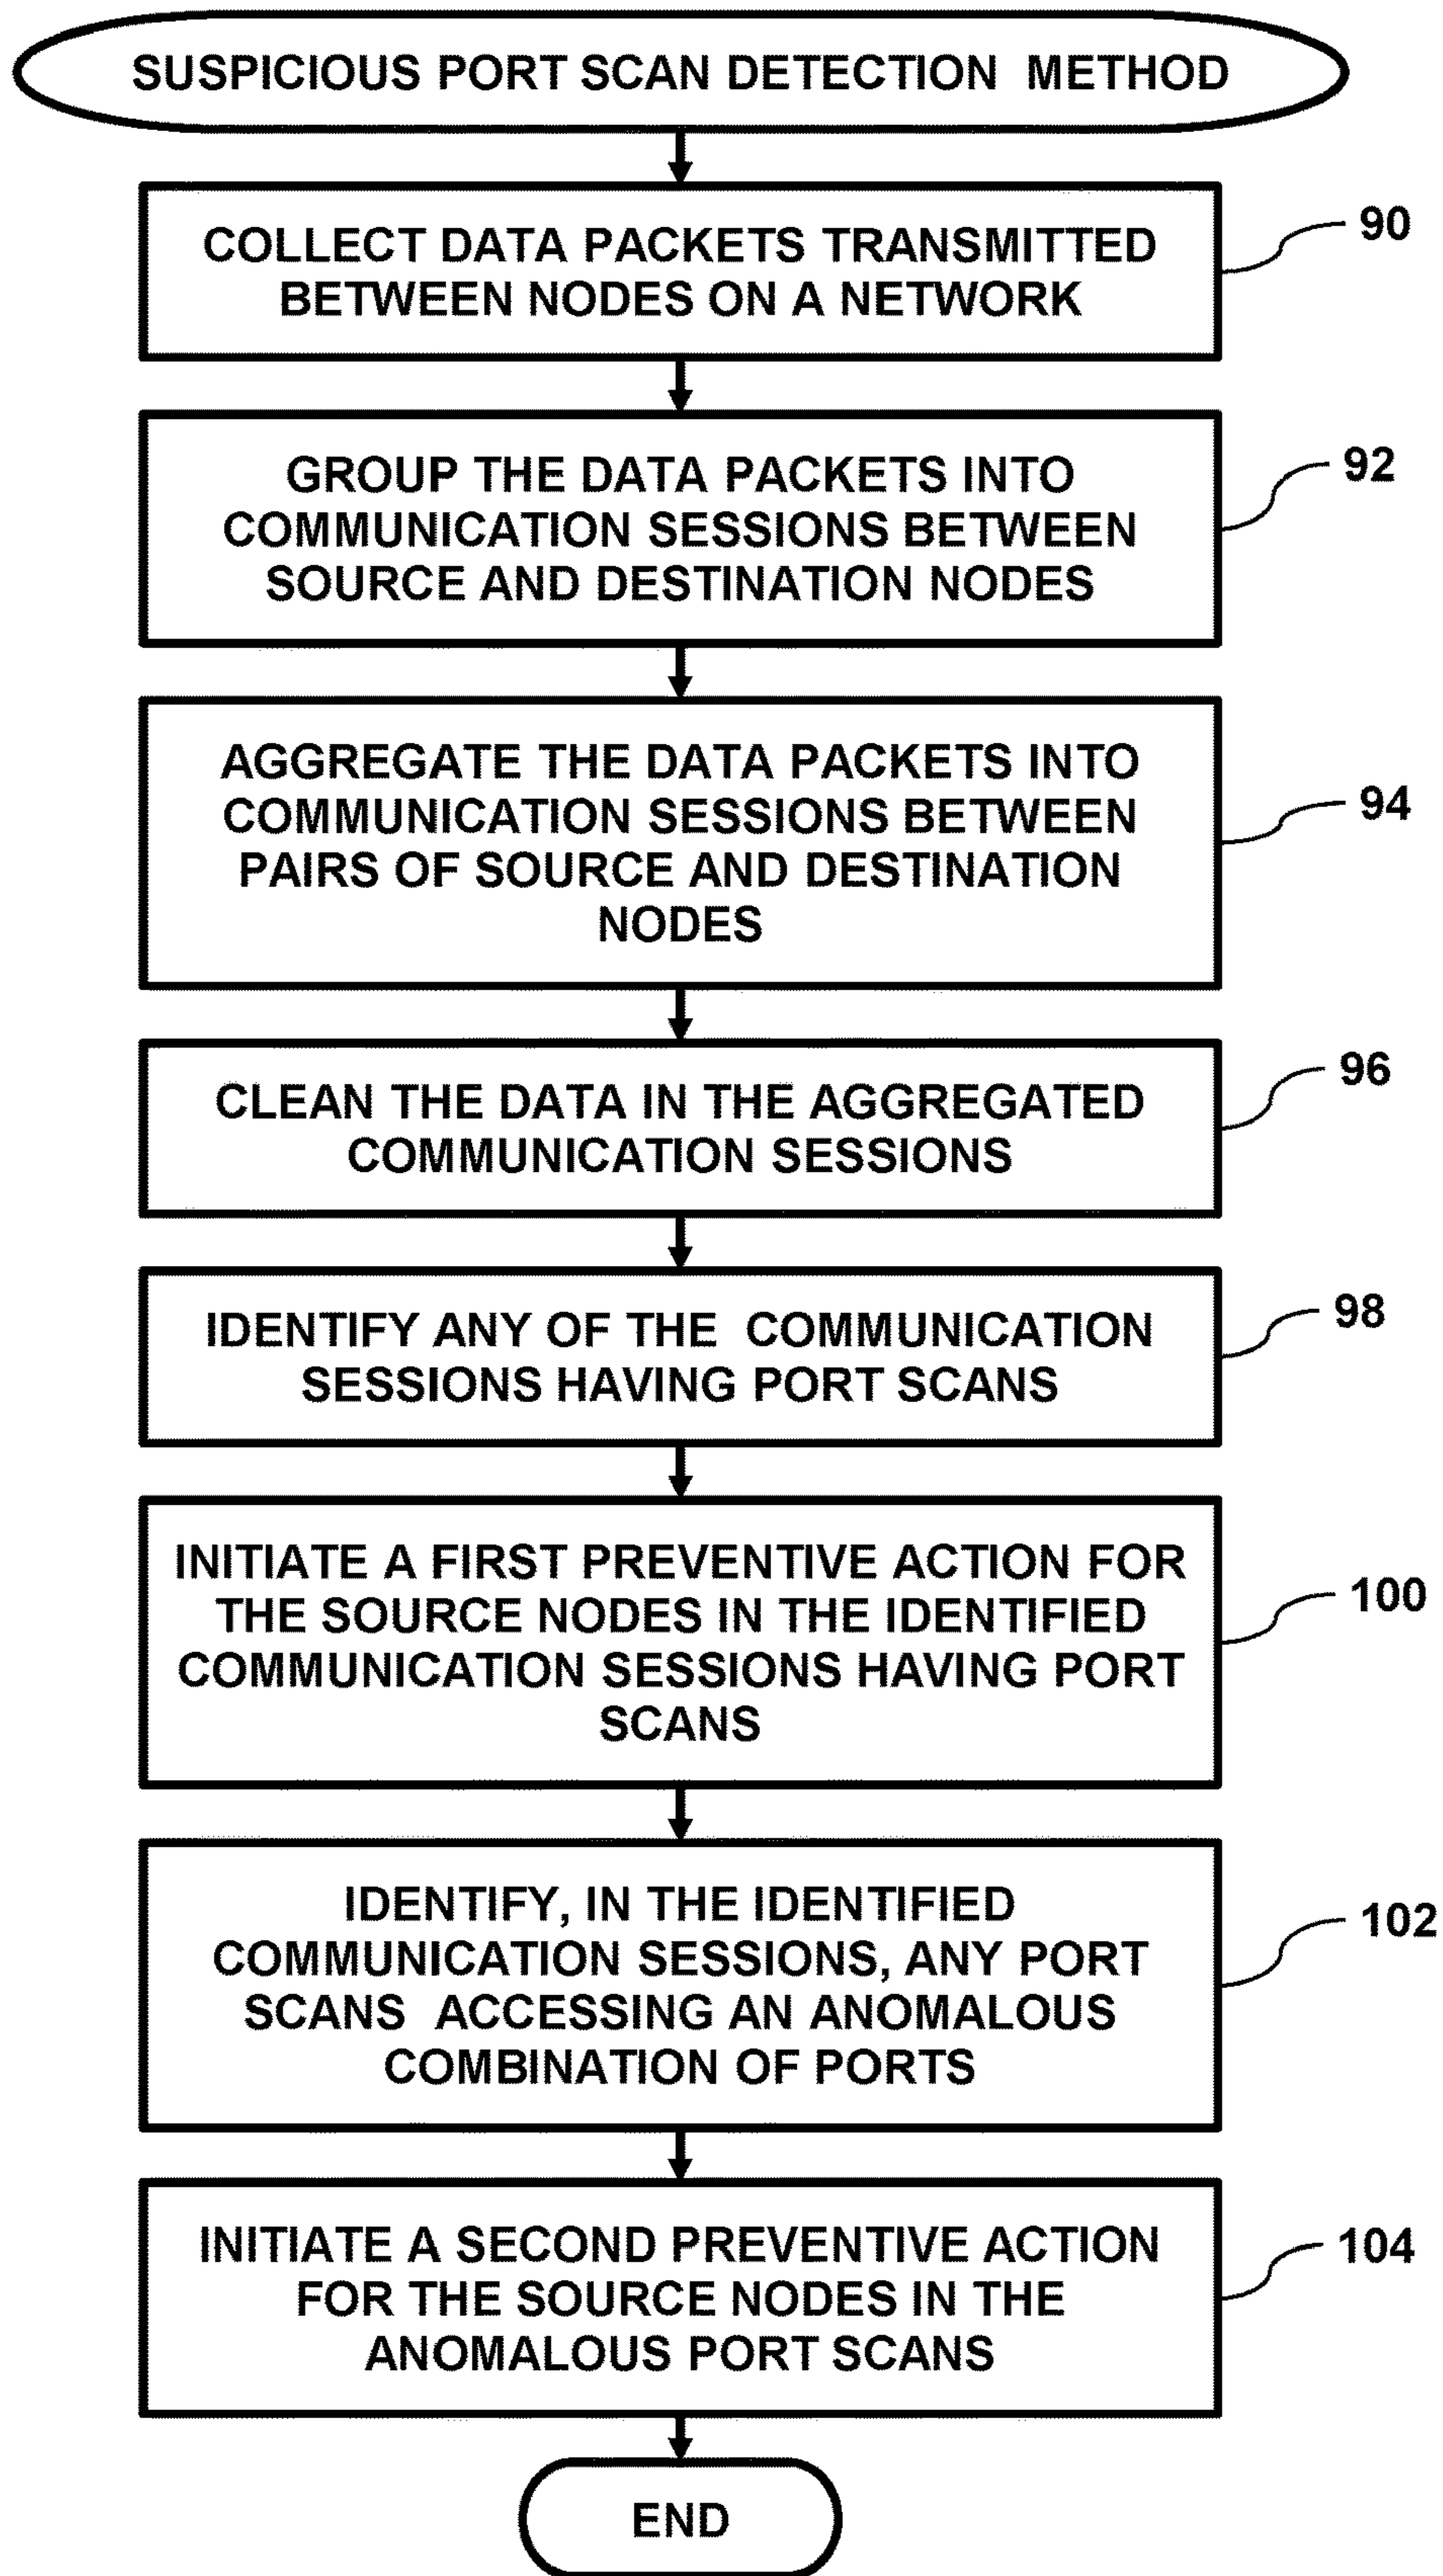 SUSPICIOUS PORT SCAN DETECTION METHOD
COLLECT DATA PACKETS TRANSMITTED
BETWEEN NODES ON A NETWORK
90
GROUP THE DATA PACKETS INTO
COMMUNICATION SESSIONS BETWEEN
SOURCE AND DESTINATION NODES
92
AGGREGATE THE DATA PACKETS INTO
COMMUNICATION SESSIONS BETWEEN
PAIRS OF SOURCE AND DESTINATION
NODES
94
CLEAN THE DATA IN THE AGGREGATED
COMMUNICATION SESSIONS
96
IDENTIFY ANY OF THE COMMUNICATION
SESSIONS HAVING PORT SCANS
98
INITIATE A FIRST PREVENTIVE ACTION FOR
THE SOURCE NODES IN THE IDENTIFIED
COMMUNICATION SESSIONS HAVING PORT
SCANS
100
IDENTIFY, IN THE IDENTIFIED
COMMUNICATION SESSIONS, ANY PORT
SCANS ACCESSING AN ANOMALOUS
COMBINATION OF PORTS
102
INITIATE A SECOND PREVENTIVE ACTION
FOR THE SOURCE NODES IN THE
ANOMALOUS PORT SCANS
104
END